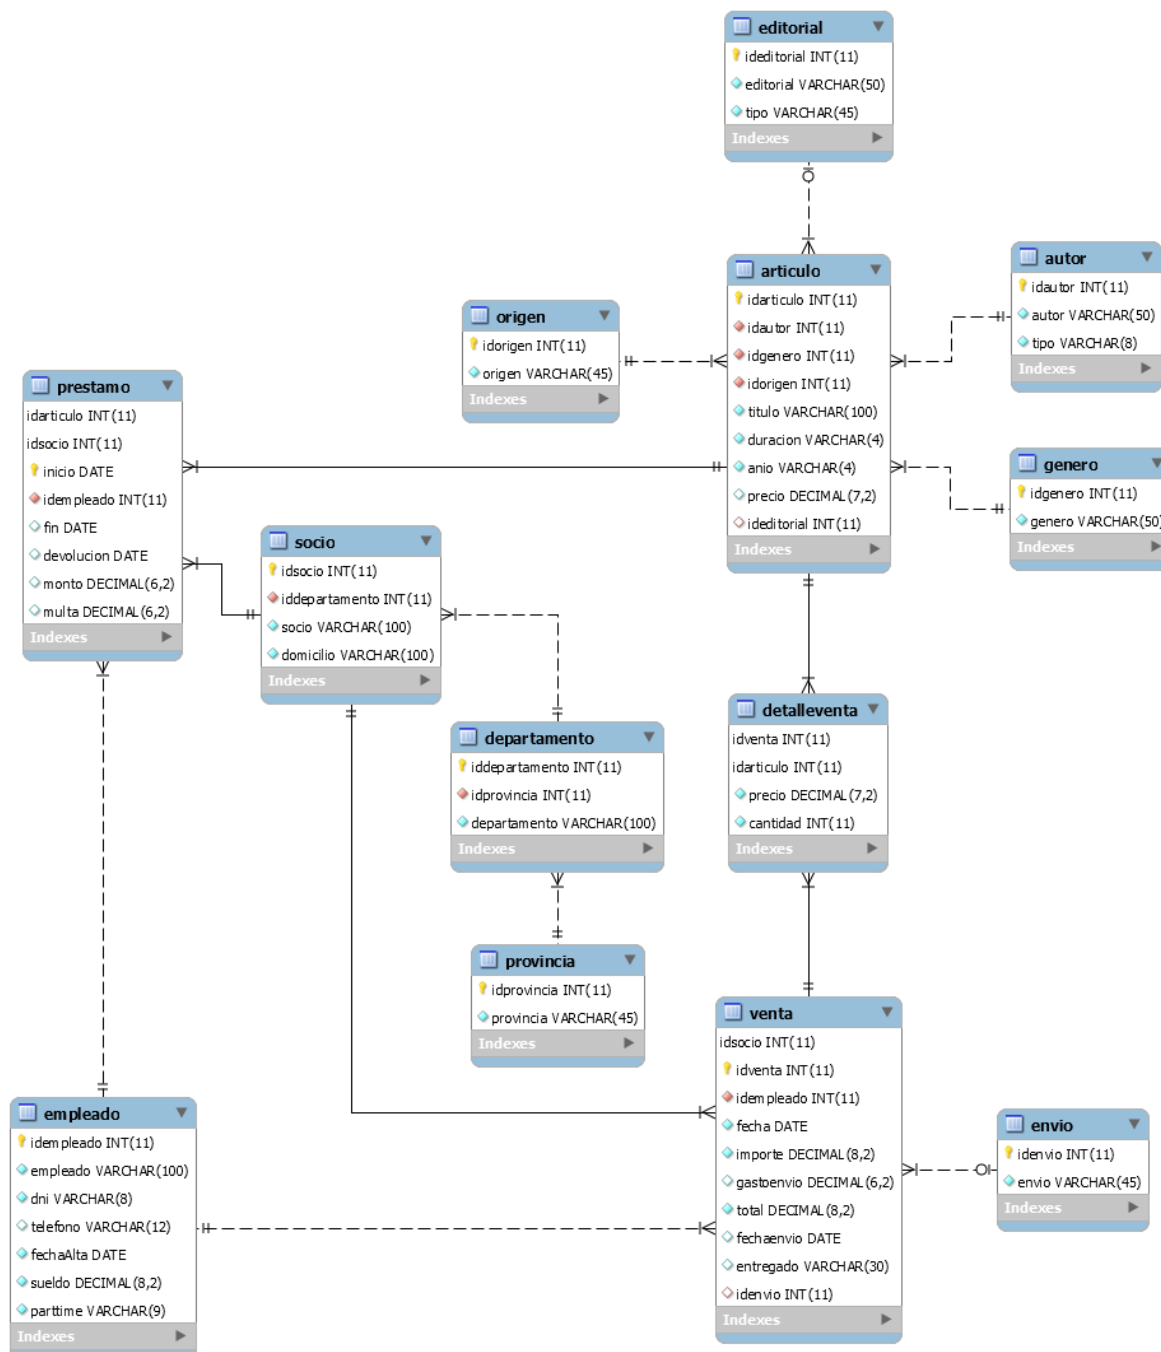 editorial
ideditorial INT(11)
editorial VARCHAR(50)
tipo VARCHAR(45)
Indexes
articulo
idarticulo INT(11)
idautor INT(11)
idgenero INT(11)
idorigen INT(11)
titulo VARCHAR(100)
duracion VARCHAR(4)
anio VARCHAR(4)
precio DECIMAL(7,2)
ideditorial INT(11)
Indexes
autor
idautor INT(11)
autor VARCHAR(50)
tipo VARCHAR(8)
Indexes
origen
idorigen INT(11)
origen VARCHAR(45)
Indexes
prestamo
idarticulo INT(11)
idsocio INT(11)
inicio DATE
idempleado INT(11)
fin DATE
devolucion DATE
monto DECIMAL(6,2)
multa DECIMAL(6,2)
Indexes
genero
idgenero INT(11)
genero VARCHAR(50)
Indexes
socio
idsocio INT(11)
iddepartamento INT(11)
socio VARCHAR(100)
domicilio VARCHAR(100)
Indexes
departamento
iddepartamento INT(11)
idprovincia INT(11)
departamento VARCHAR(100)
Indexes
detalleventa
idventa INT(11)
idarticulo INT(11)
precio DECIMAL(7,2)
cantidad INT(11)
Indexes
provincia
idprovincia INT(11)
provincia VARCHAR(45)
Indexes
venta
idsocio INT(11)
idventa INT(11)
idempleado INT(11)
fecha DATE
importe DECIMAL(8,2)
gastoenvio DECIMAL(6,2)
total DECIMAL(8,2)
fechaenvio DATE
entregado VARCHAR(30)
idenvio INT(11)
Indexes
empleado
idempleado INT(11)
empleado VARCHAR(100)
dni VARCHAR(8)
telefono VARCHAR(12)
fechaAlta DATE
sueldo DECIMAL(8,2)
parttime VARCHAR(9)
Indexes
envio
idenvio INT(11)
envio VARCHAR(45)
Indexes